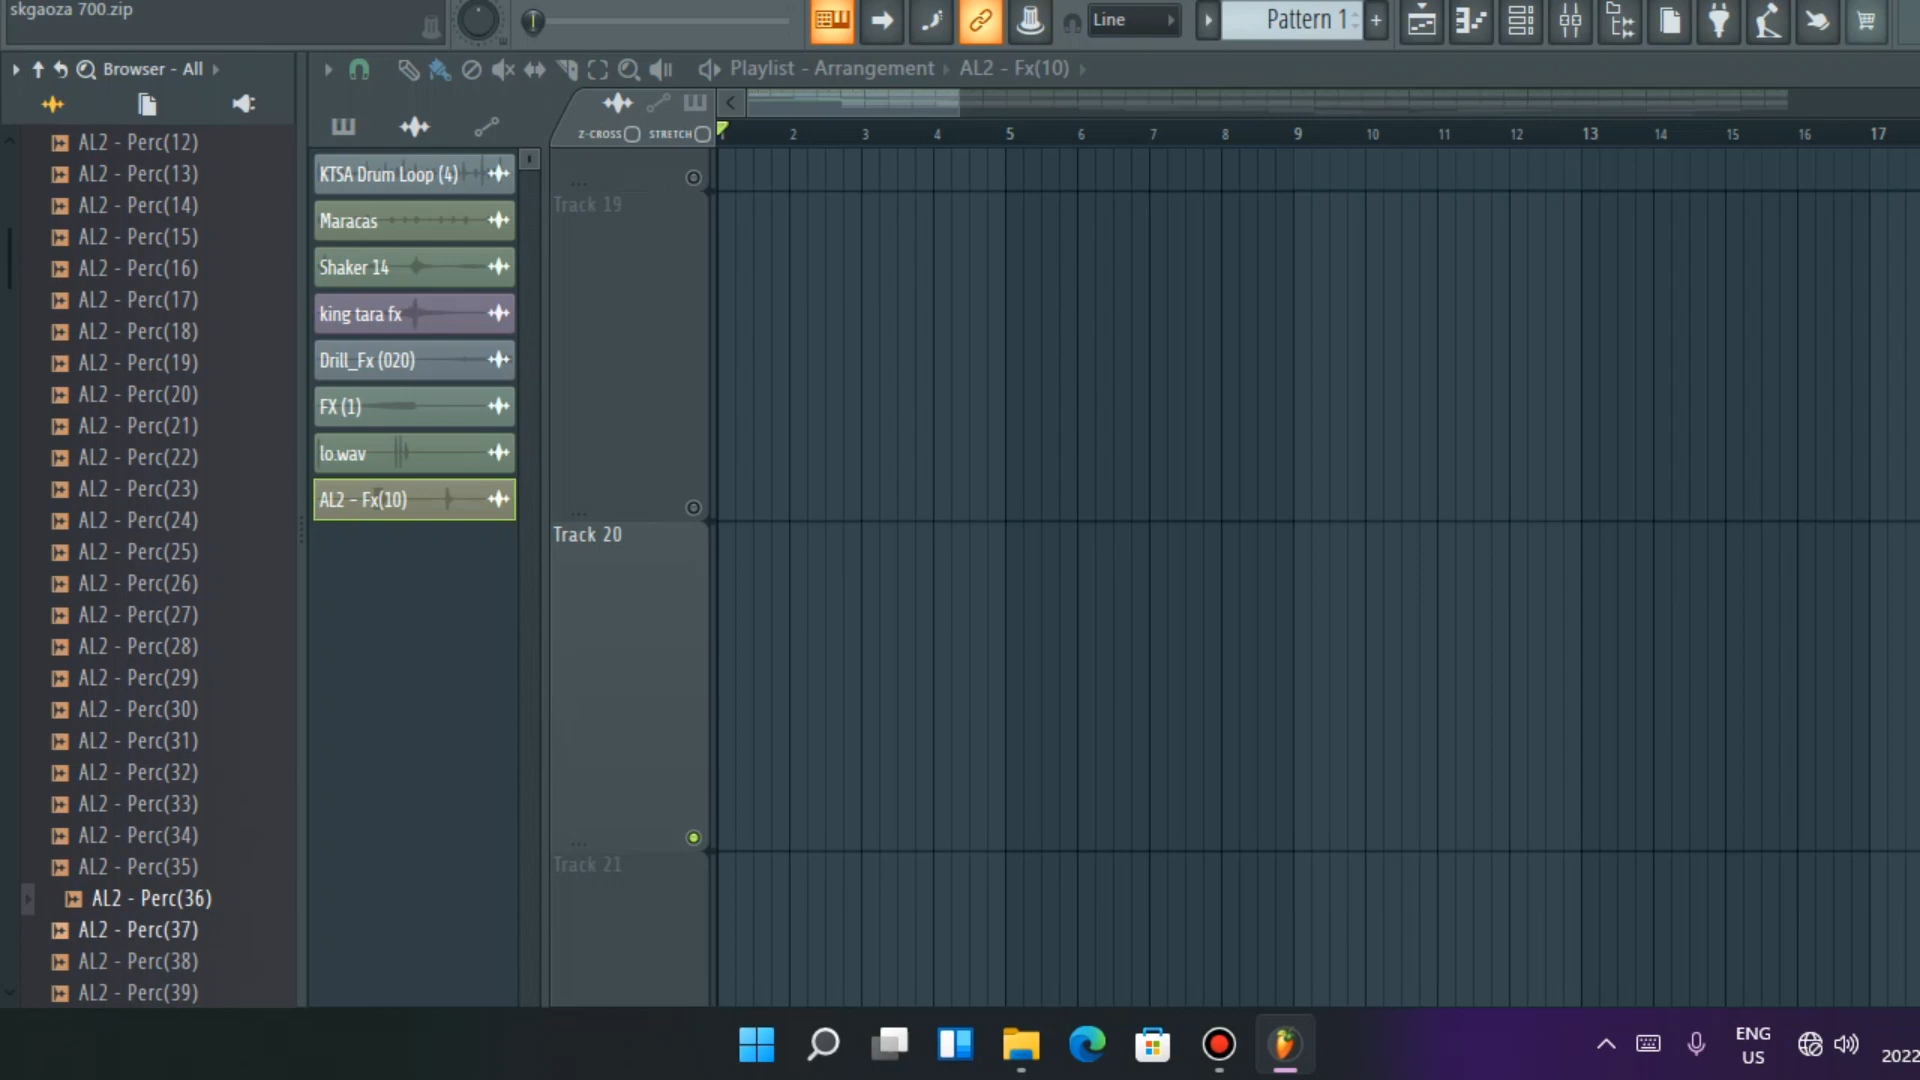 skgaoza 700.zip
Line
Pattern 1
Browser - All
Playlist - Arrangement
AL2 - Fx(10)
Z-CROSS
STRETCH
2
3
4
5
6
7
8
9
10
11
12
13
14
15
16
17
AL2 - Perc(12)
AL2 - Perc(13)
AL2 - Perc(14)
AL2 - Perc(15)
AL2 - Perc(16)
AL2 - Perc(17)
AL2 - Perc(18)
AL2 - Perc(19)
AL2 - Perc(20)
AL2 - Perc(21)
AL2 - Perc(22)
AL2 - Perc(23)
AL2 - Perc(24)
AL2 - Perc(25)
AL2 - Perc(26)
AL2 - Perc(27)
AL2 - Perc(28)
AL2 - Perc(29)
AL2 - Perc(30)
AL2 - Perc(31)
AL2 - Perc(32)
AL2 - Perc(33)
AL2 - Perc(34)
AL2 - Perc(35)
AL2 - Perc(36)
AL2 - Perc(37)
AL2 - Perc(38)
AL2 - Perc(39)
KTSA Drum Loop (4)
Maracas
Shaker 14
king tara fx
Drill_Fx (020)
FX (1)
lo.wav
AL2 - Fx(10)
Track 19
Track 20
Track 21
ENG
US
2022